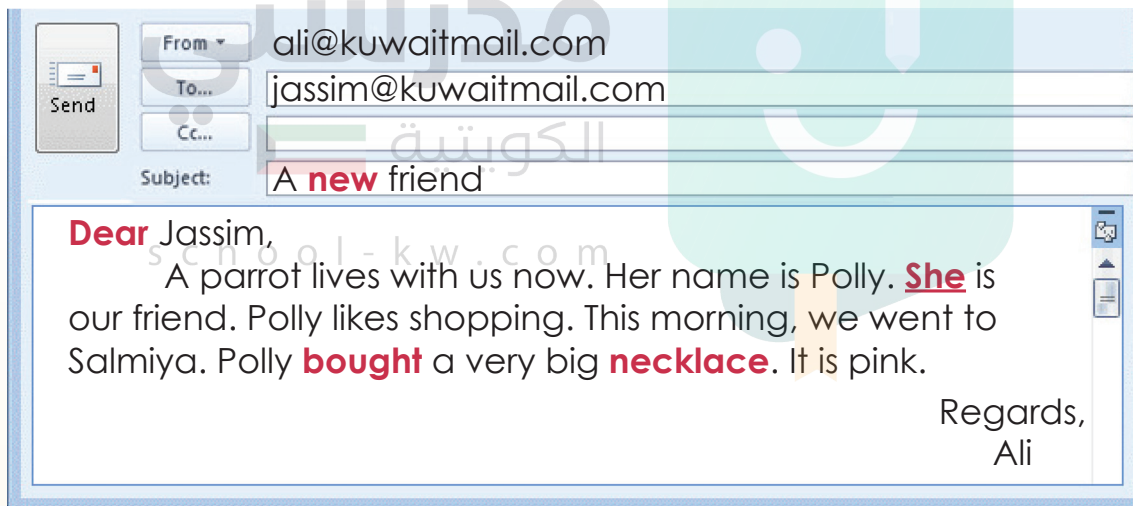 مدرستي
الكويتية
school-kw.com
Send
From
ali@kuwaitmail.com
To...
jassim@kuwaitmail.com
Cc...
Subject:
A new friend
Dear Jassim,
A parrot lives with us now. Her name is Polly. She is
our friend. Polly likes shopping. This morning, we went to
Salmiya. Polly bought a very big necklace. It is pink.
Regards,
Ali